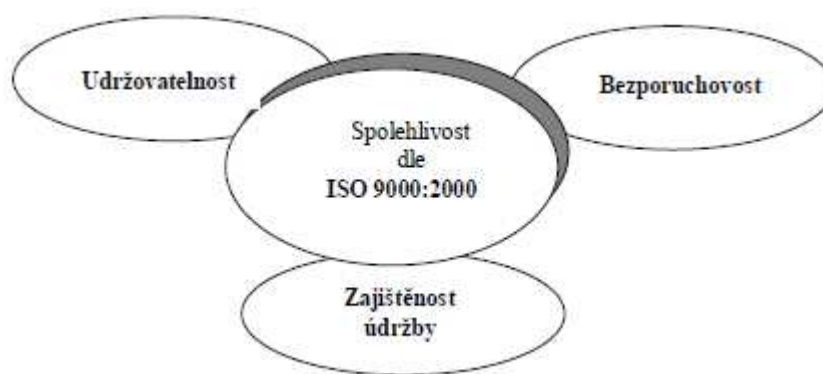 Udržovatelnost
Bezporuchovost
Spolehlivost
dle
ISO 9000:2000
Zajištěnost
údržby